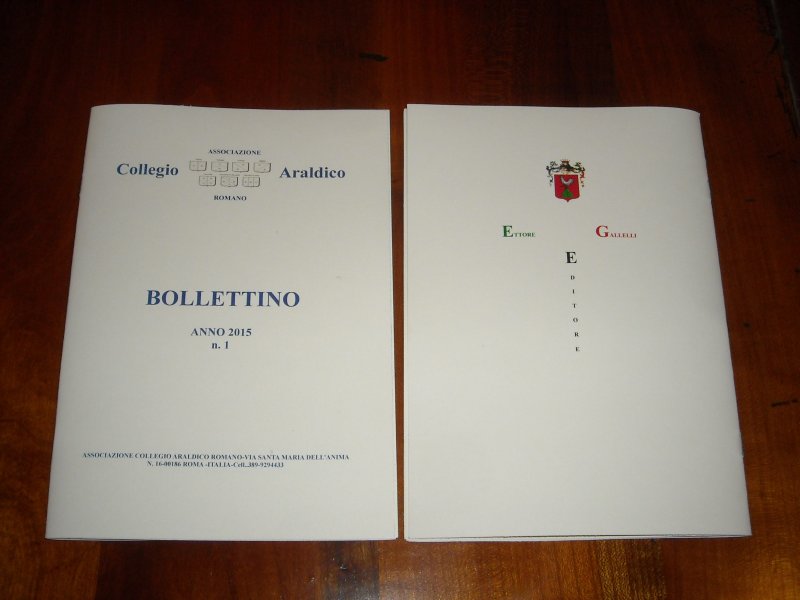 ASSOCIAZIONE
Collegio Araldico
ROMANO
BOLLETTINO
ANNO 2015
n. 1
ASSOCIAZIONE COLLEGIO ARALDICO ROMANO-VIA SANTA MARIA DELL'ANIMA
N. 16-00186 ROMA -ITALIA-Cell..389-9294433
ETTORE GALLELLI
E
D
I
T
O
R
E